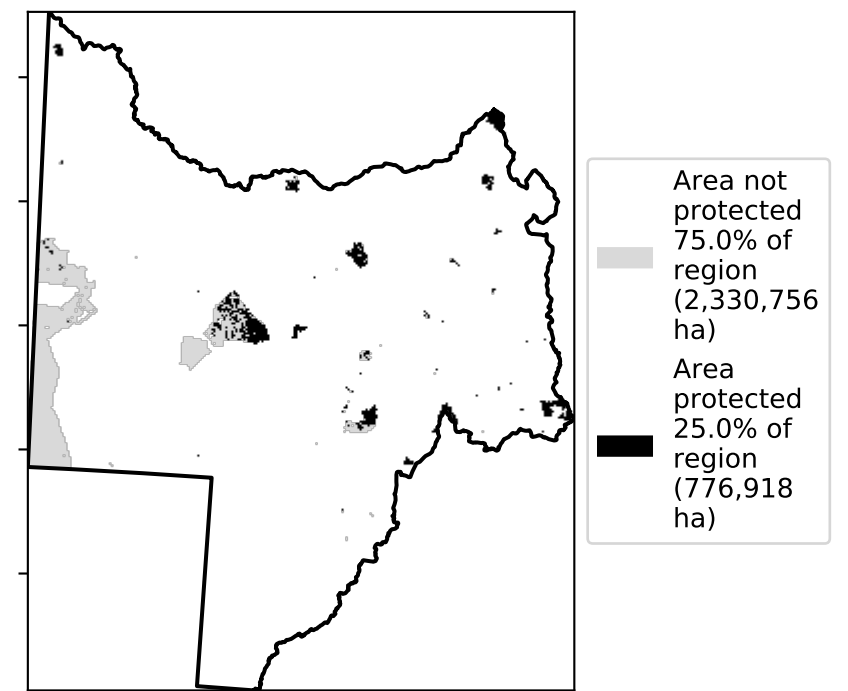 Area not
protected
75.0% of
region
(2,330,756
ha)
Area
protected
25.0% of
region
(776,918
ha)